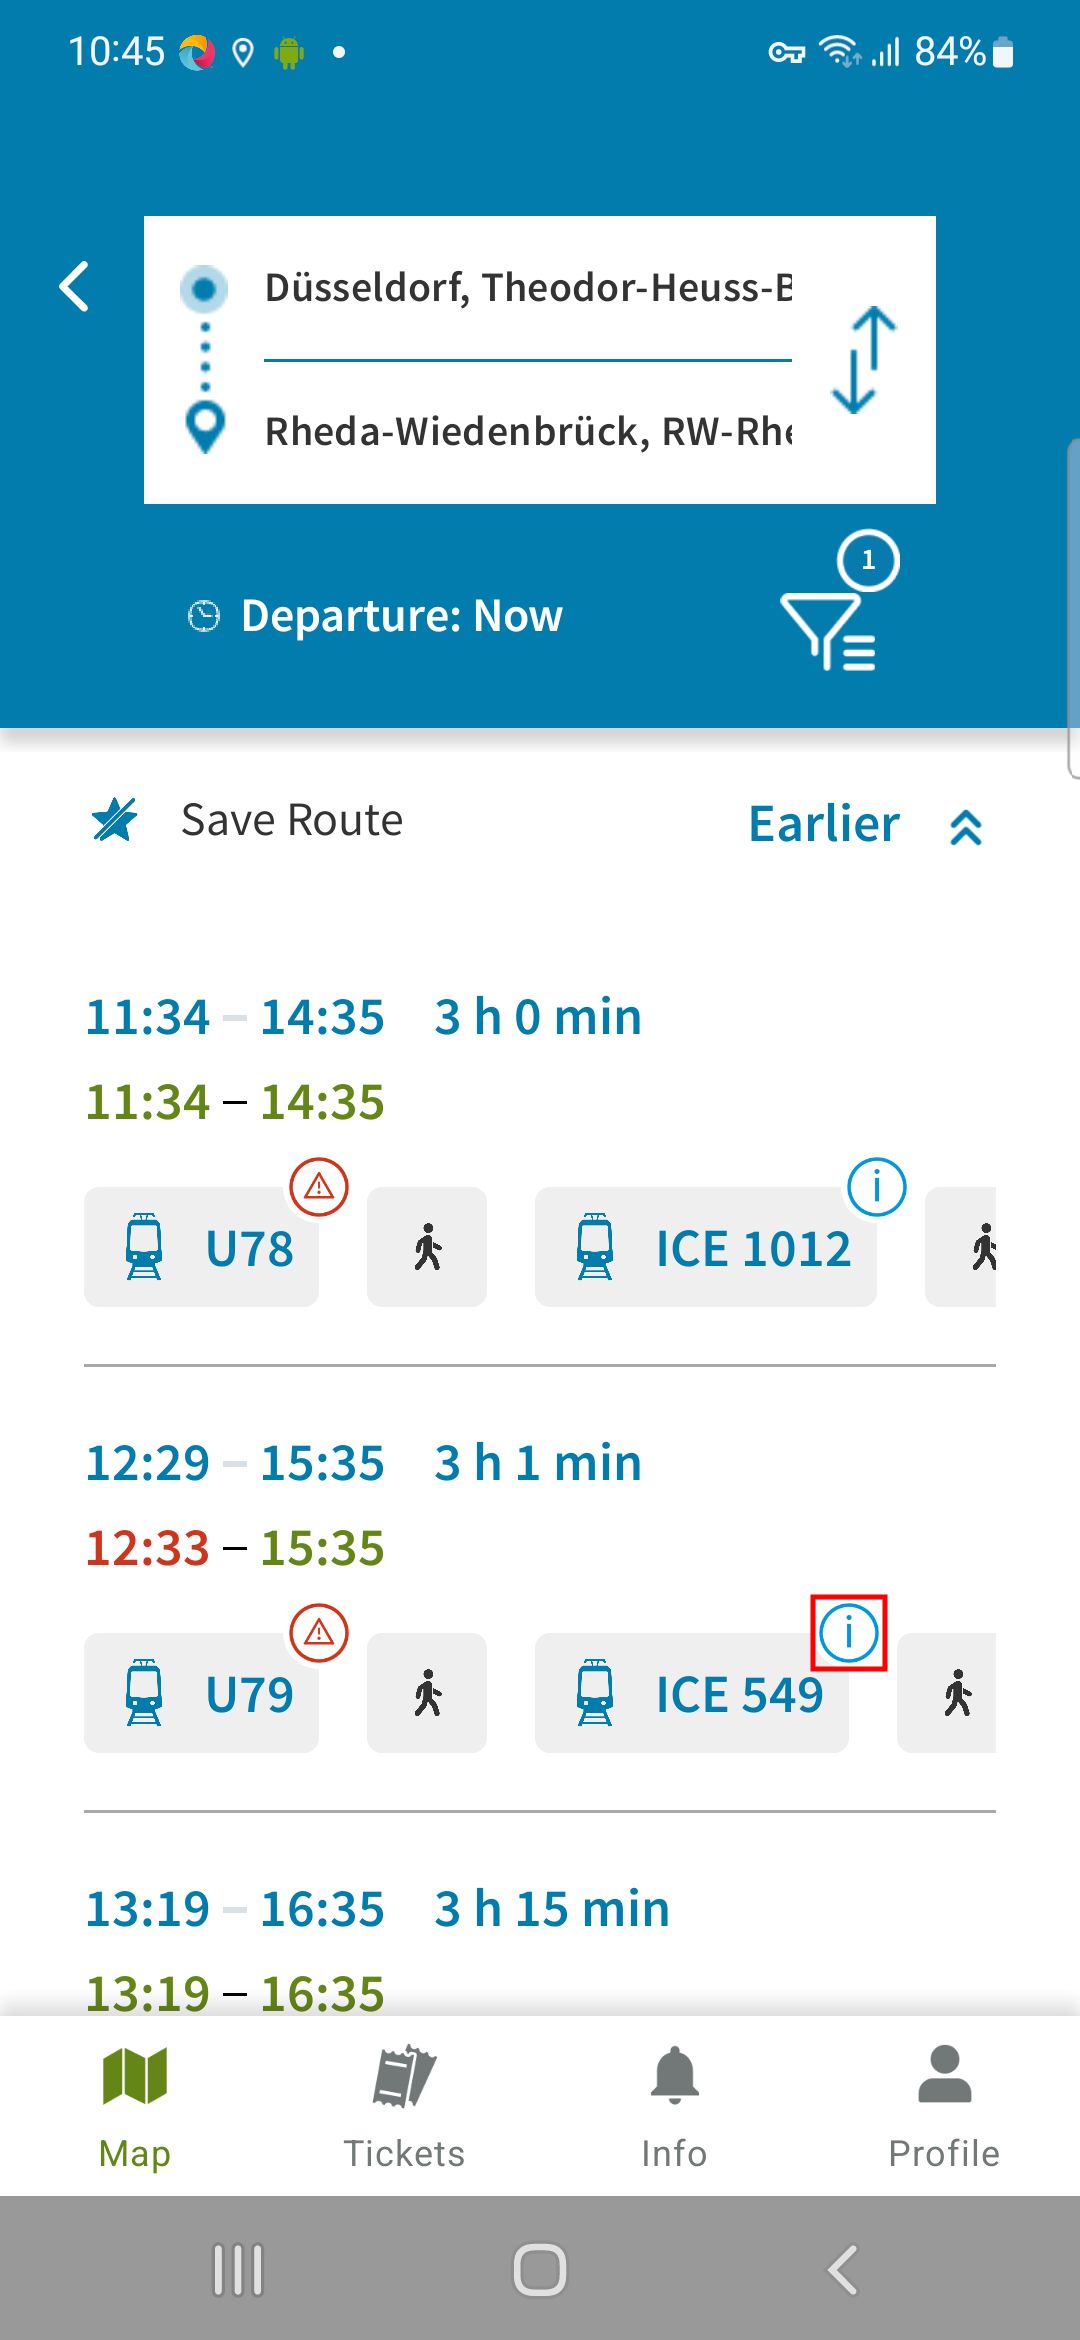 10:45
84%
Düsseldorf, Theodor-Heuss-B
Rheda-Wiedenbrück, RW-Rhe
1
Departure: Now
Save Route
Earlier
11:34 – 14:35 3 h 0 min
11:34 – 14:35
U78
ICE 1012
12:29 – 15:35 3 h 1 min
12:33 – 15:35
U79
ICE 549
13:19 – 16:35 3 h 15 min
13:19 – 16:35
Map
Tickets
Info
Profile